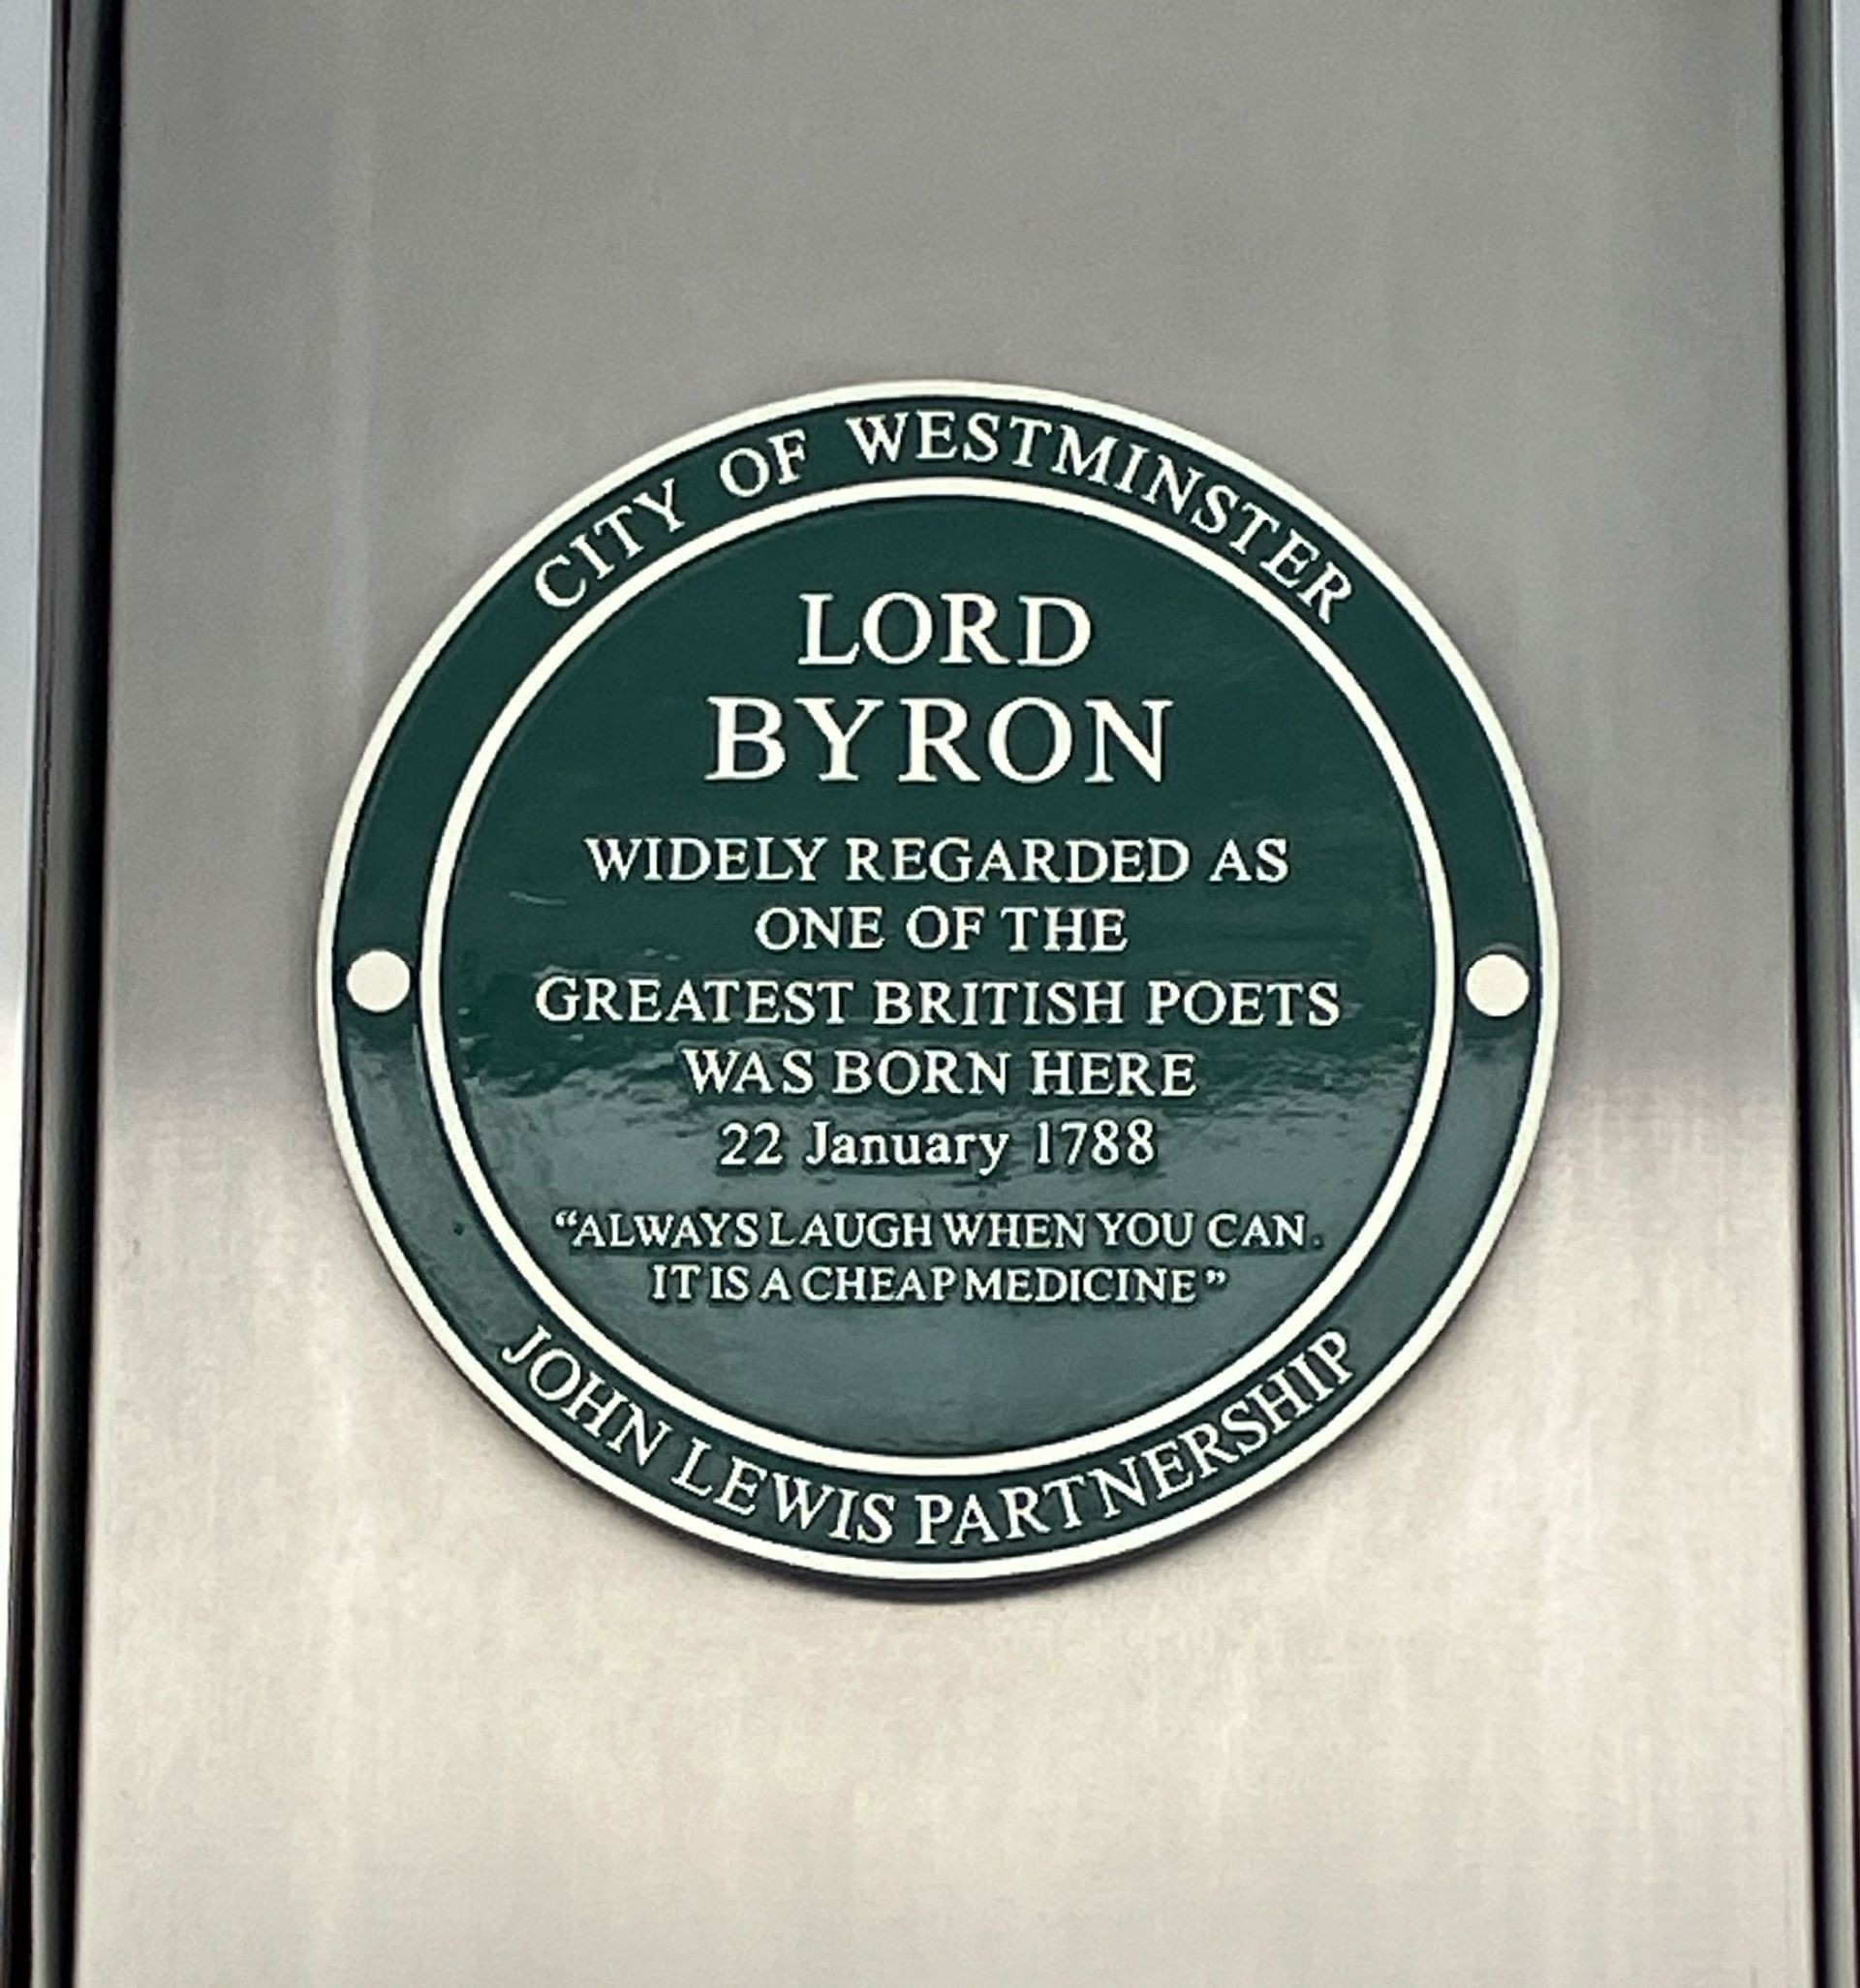 CITY OF WESTMINSTER
LORD
BYRON
WIDELY REGARDED AS
ONE OF THE
GREATEST BRITISH POETS
WAS BORN HERE
22 January 1788
“ALWAYS LAUGH WHEN YOU CAN.
IT IS A CHEAP MEDICINE”
JOHN LEWIS PARTNERSHIP